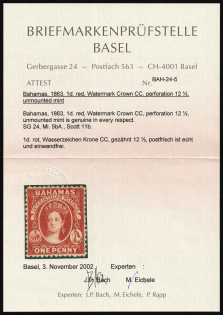 BRIEFMARKENPRÜFSTELLE
BASEL
Gerbergasse 24 – Postfach 563 – CH-4001 Basel
ATTEST
Nr. BAH-24-5
Bahamas, 1863, 1d. red, Watermark Crown CC, perforation 12 ½,
unmounted mint
Bahamas, 1863, 1d. red, Watermark Crown CC, perforation 12 ½,
unmounted mint is genuine in every respect.
SG 24, Mi. 5bA., Scott 11b.
1d. rot, Wasserzeichen Krone CC, gezähnt 12 ½, postfrisch ist echt
und einwandfrei.
BAHAMAS
ONE PENNY
Basel, 3. November 2002
Experten :
J.P. Bach
M. Eichele
Experten: J.P. Bach, M. Eichele, P. Rapp